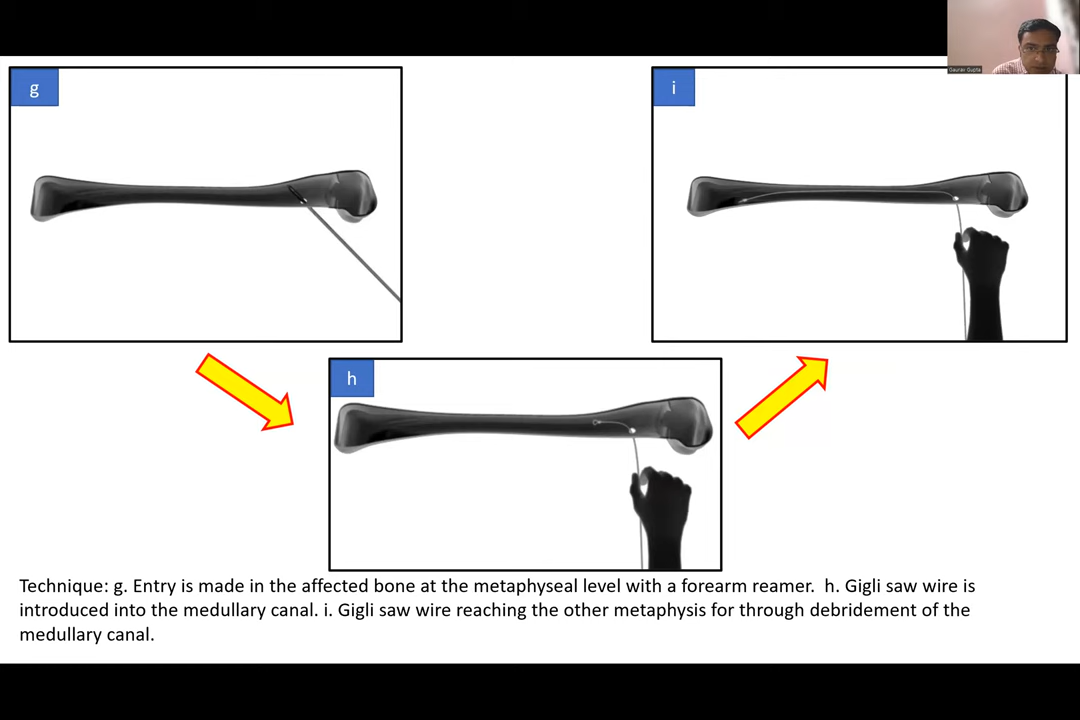 g
i
Gaurav Gupta
h
Technique: g. Entry is made in the affected bone at the metaphyseal level with a forearm reamer.  h. Gigli saw wire is
introduced into the medullary canal. i. Gigli saw wire reaching the other metaphysis for through debridement of the
medullary canal.